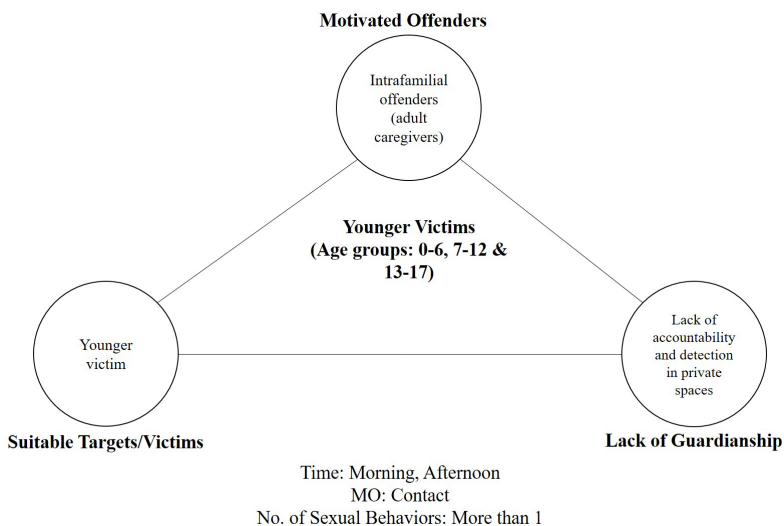 Motivated Offenders
Intrafamilial
offenders
(adult
caregivers)
Younger Victims
(Age groups: 0-6, 7-12 &
13-17)
Younger
victim
Lack of
accountability
and detection
in private
spaces
Suitable Targets/Victims
Lack of Guardianship
Time: Morning, Afternoon
MO: Contact
No. of Sexual Behaviors: More than 1